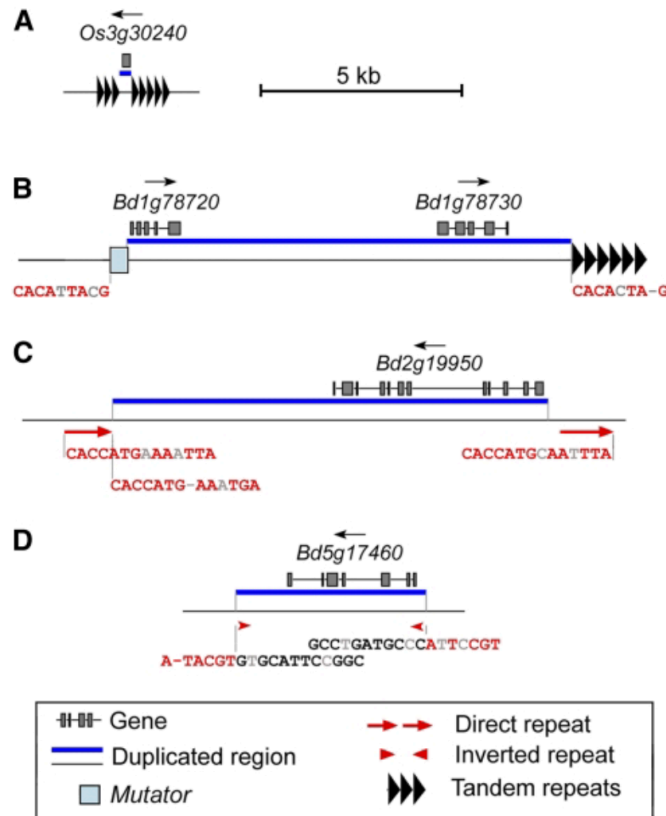 A
Os3g30240
5 kb
B
Bd1g78720 Bd1g78730
CACATTACG CACACTA-G
C
Bd2g19950
CACCATGAAAATTA CACCATGCAATTTA
CACCATG-AAATGA
D
Bd5g17460
GCCTGATGCCCATTCCGT
A-TACGTGTGCATTCCGGC
Gene Direct repeat
Duplicated region Inverted repeat
Mutator Tandem repeats